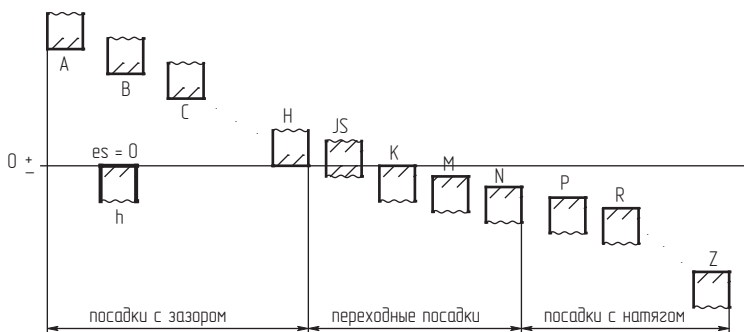 A
B
C
H
JS
K
M
N
P
R
Z
0 + −
es = 0
h
посадки с зазором
переходные посадки
посадки с натягом